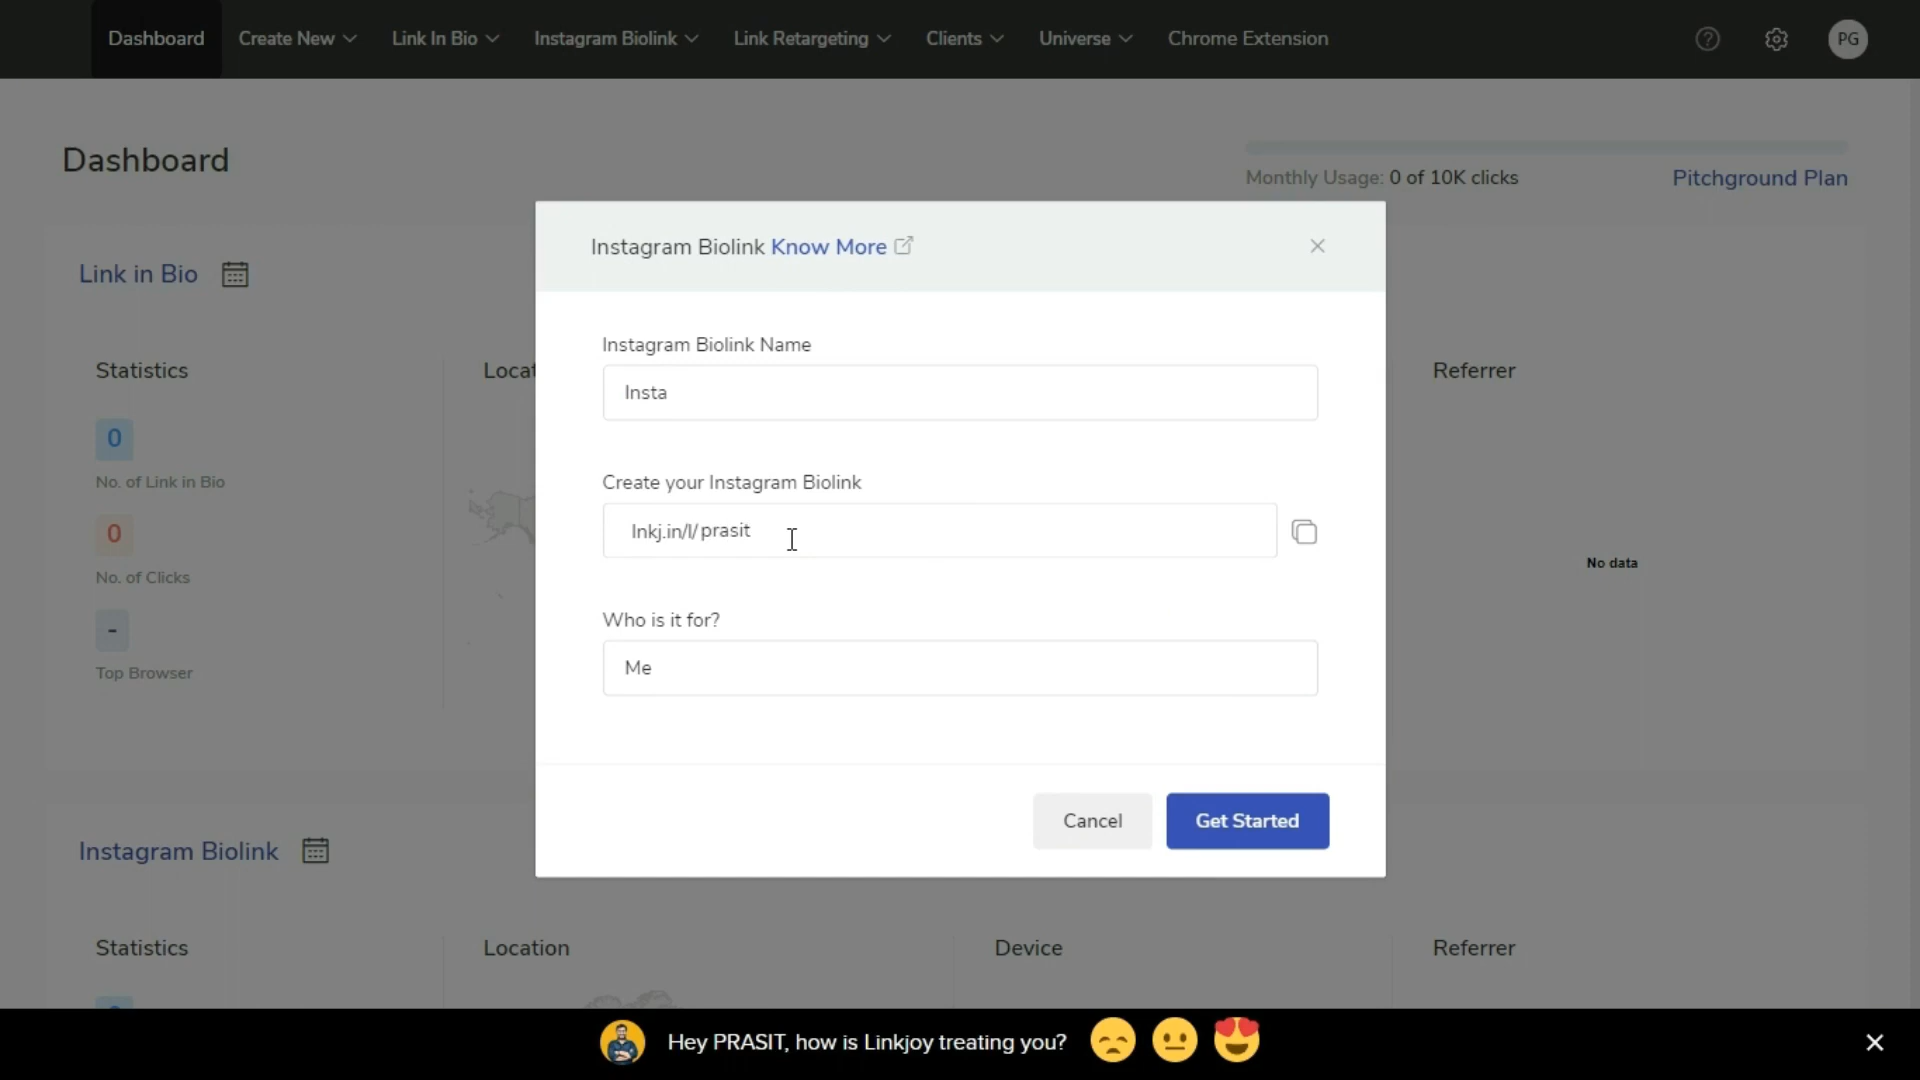 Dashboard
Create New
Link In Bio
Instagram Biolink
Link Retargeting
Clients
Universe
Chrome Extension
PG
Dashboard
Monthly Usage: 0 of 10K clicks
Pitchground Plan
Link in Bio
Statistics
Locat
Referrer
0
No. of Link in Bio
0
No. of Clicks
-
Top Browser
No data
Instagram Biolink Know More
Instagram Biolink Name
Insta
Create your Instagram Biolink
lnkj.in/l/prasit
Who is it for?
Me
Cancel
Get Started
Instagram Biolink
Statistics
Location
Device
Referrer
Hey PRASIT, how is Linkjoy treating you?